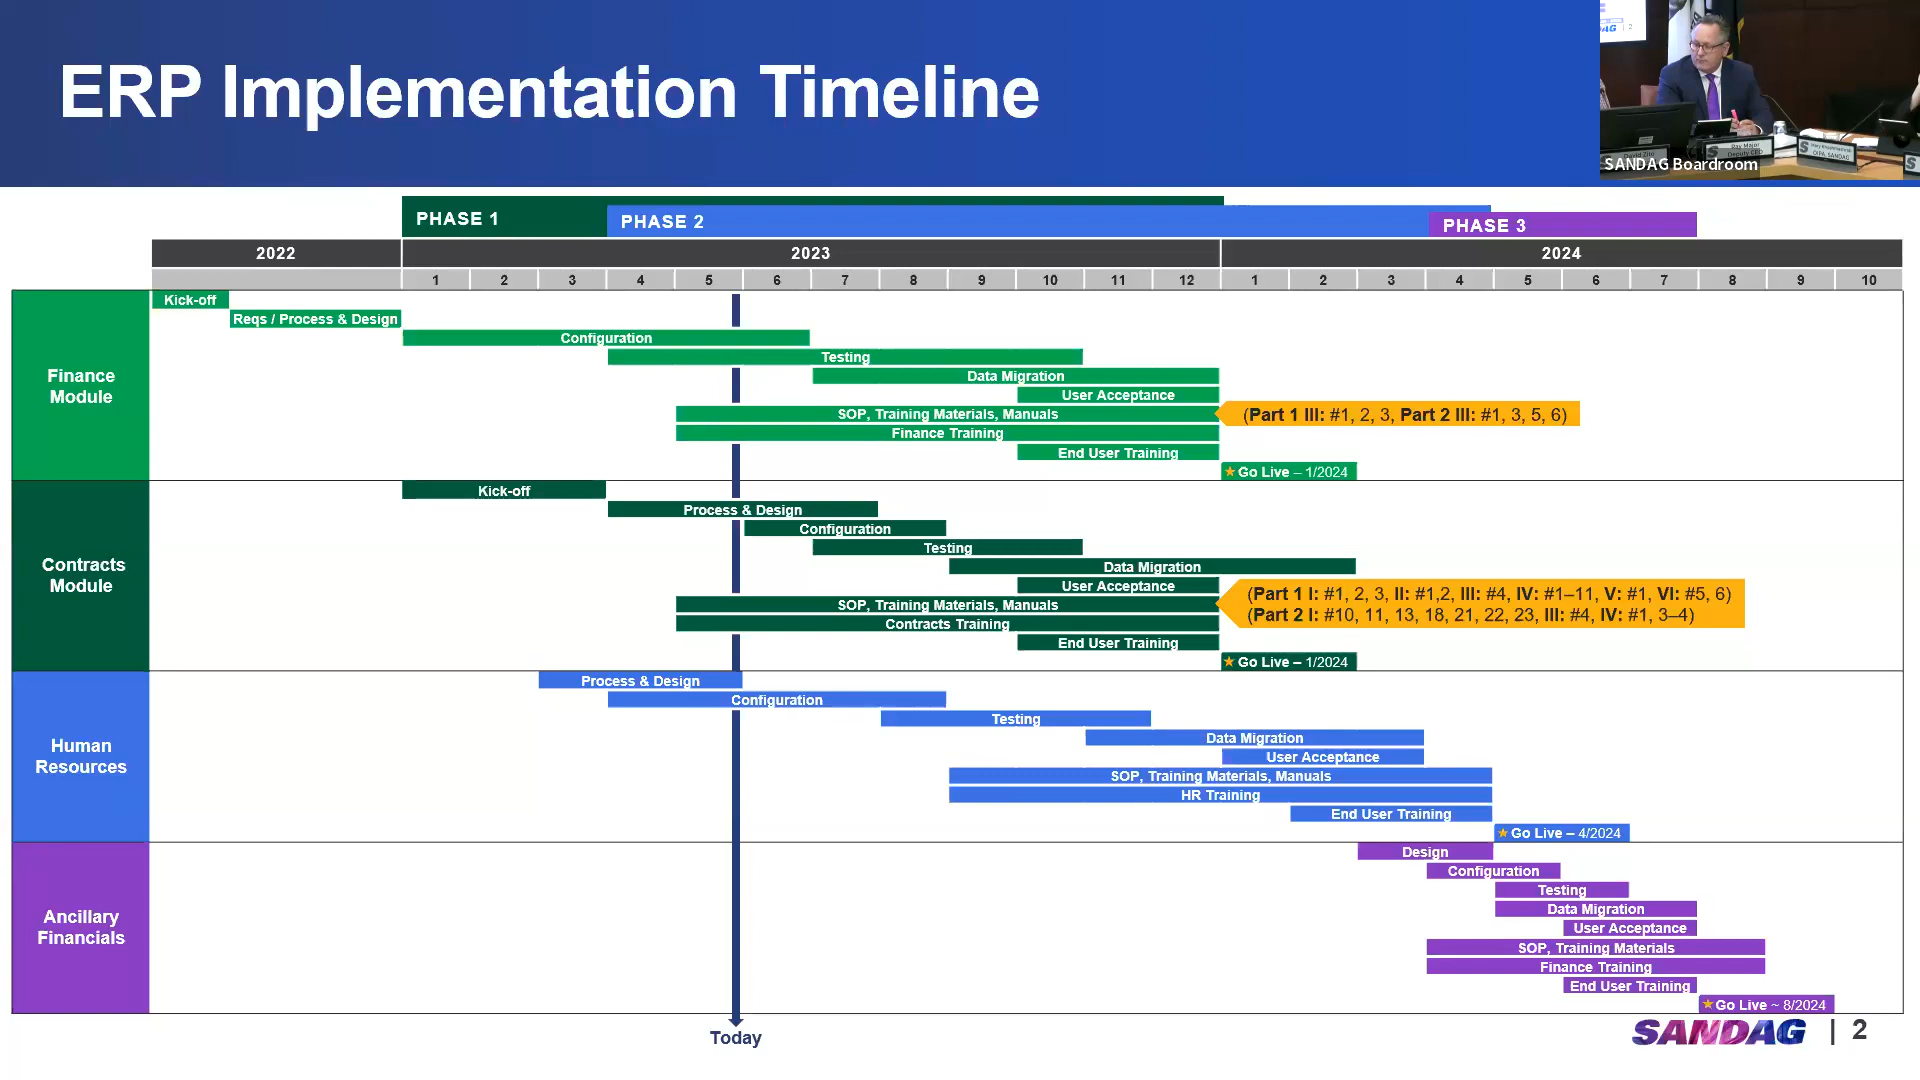 ERP Implementation Timeline
SANDAG Boardroom
PHASE 1
PHASE 2
PHASE 3
2022
2023
2024
1 2 3 4 5 6 7 8 9 10 11 12 1 2 3 4 5 6 7 8 9 10
Finance
Module
Kick-off
Reqs / Process & Design
Configuration
Testing
Data Migration
User Acceptance
SOP, Training Materials, Manuals
(Part 1 III: #1, 2, 3, Part 2 III: #1, 3, 5, 6)
Finance Training
End User Training
Go Live – 1/2024
Contracts
Module
Kick-off
Process & Design
Configuration
Testing
Data Migration
User Acceptance
SOP, Training Materials, Manuals
(Part 1 I: #1, 2, 3, II: #1,2, III: #4, IV: #1–11, V: #1, VI: #5, 6)
(Part 2 I: #10, 11, 13, 18, 21, 22, 23, III: #4, IV: #1, 3–4)
Contracts Training
End User Training
Go Live – 1/2024
Human
Resources
Process & Design
Configuration
Testing
Data Migration
User Acceptance
SOP, Training Materials, Manuals
HR Training
End User Training
Go Live – 4/2024
Ancillary
Financials
Design
Configuration
Testing
Data Migration
User Acceptance
SOP, Training Materials
Finance Training
End User Training
Go Live ~ 8/2024
Today
SANDAG | 2